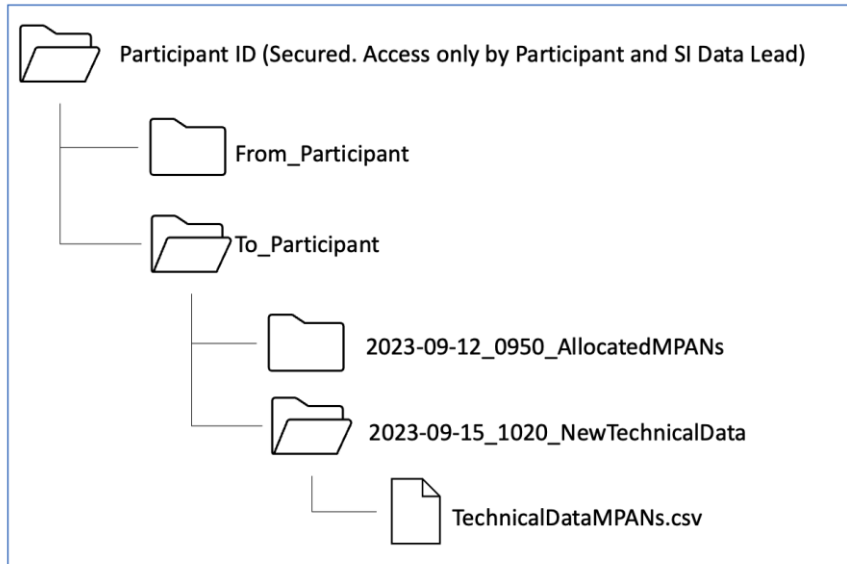 Participant ID (Secured. Access only by Participant and SI Data Lead)
From_Participant
To_Participant
2023-09-12_0950_AllocatedMPANs
2023-09-15_1020_NewTechnicalData
TechnicalDataMPANs.csv